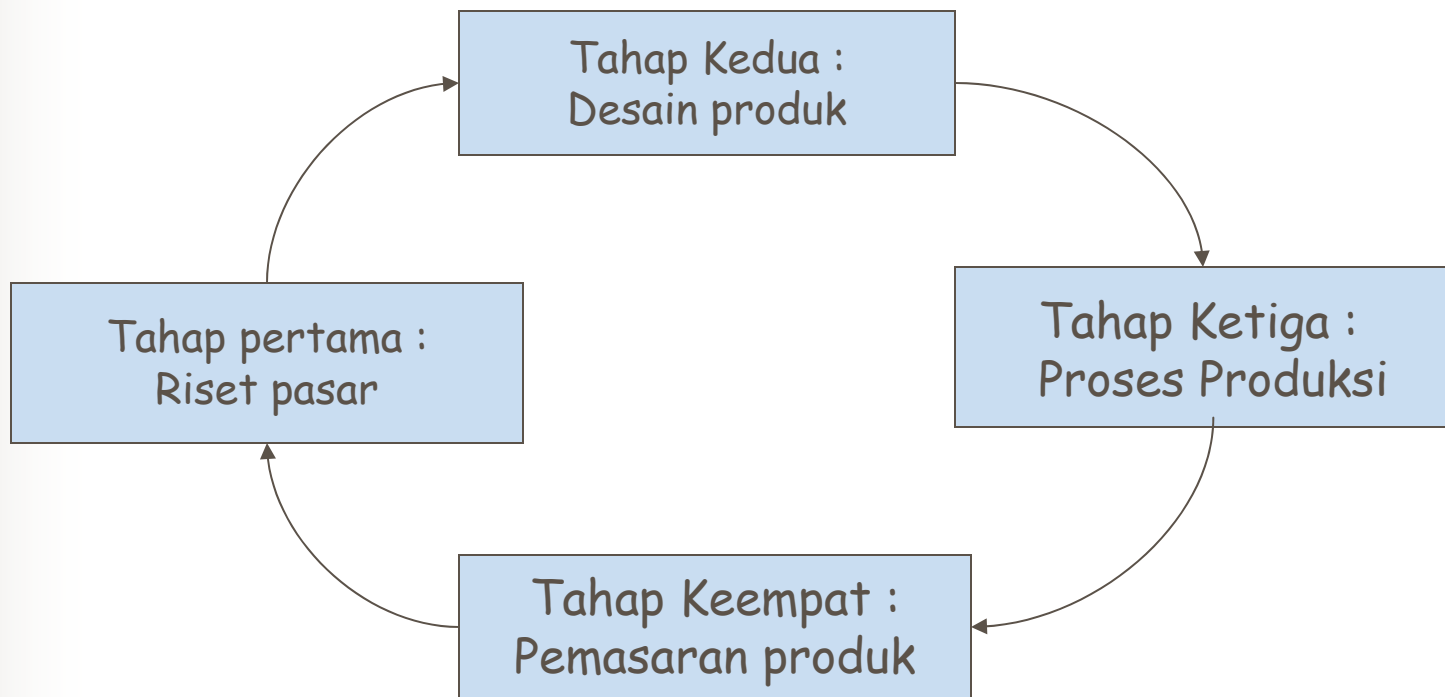 Tahap Kedua :
Desain produk
Tahap pertama :
Riset pasar
Tahap Ketiga :
Proses Produksi
Tahap Keempat :
Pemasaran produk